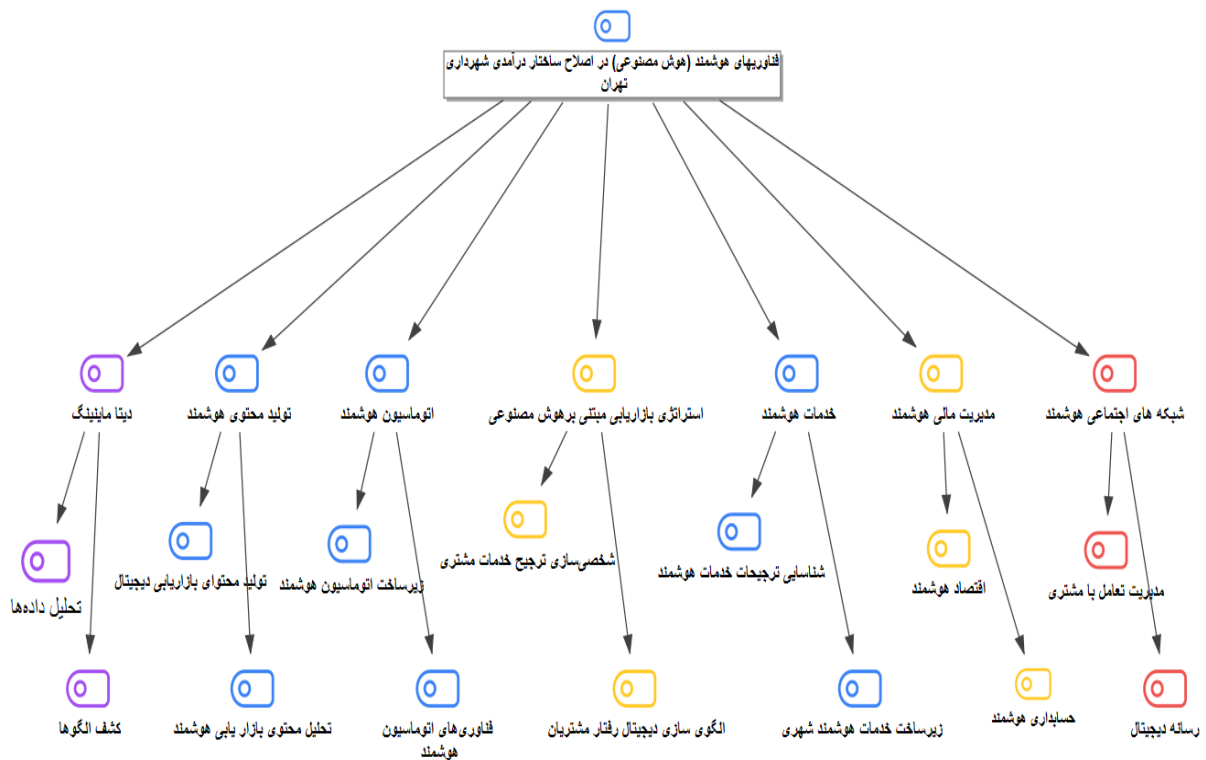 فناوریهای هوشمند (هوش مصنوعی) در اصلاح ساختار درآمدی شهرداری
تهران
شبکه های اجتماعی هوشمند
مدیریت مالی هوشمند
خدمات هوشمند
استراتژی بازاریابی مبتنی برهوش مصنوعی
اتوماسیون هوشمند
تولید محتوی هوشمند
دیتا ماینینگ
مدیریت تعامل با مشتری
اقتصاد هوشمند
شناسایی ترجیحات خدمات هوشمند
شخصی‌سازی ترجیح خدمات مشتری
زیرساخت اتوماسیون هوشمند
تولید محتوای بازاریابی دیجیتال
تحلیل داده‌ها
رسانه دیجیتال
حسابداری هوشمند
زیرساخت خدمات هوشمند شهری
الگوی سازی دیجیتال رفتار مشتریان
فناوری‌های اتوماسیون
هوشمند
تحلیل محتوی بازار یابی هوشمند
کشف الگوها